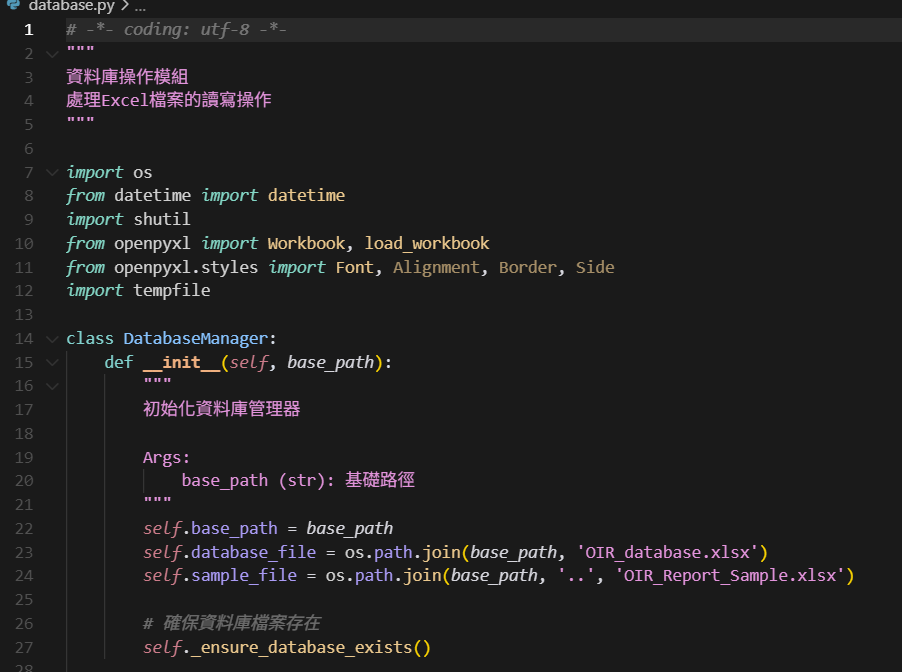 database.py > ...
1 # -*- coding: utf-8 -*-
2 """
3 資料庫操作模組
4 處理Excel檔案的讀寫操作
5 """
6
7 import os
8 from datetime import datetime
9 import shutil
10 from openpyxl import Workbook, load_workbook
11 from openpyxl.styles import Font, Alignment, Border, Side
12 import tempfile
13
14 class DatabaseManager:
15     def __init__(self, base_path):
16         """
17         初始化資料庫管理器
18
19         Args:
20             base_path (str): 基礎路徑
21         """
22         self.base_path = base_path
23         self.database_file = os.path.join(base_path, 'OIR_database.xlsx')
24         self.sample_file = os.path.join(base_path, '..', 'OIR_Report_Sample.xlsx')
25
26         # 確保資料庫檔案存在
27         self._ensure_database_exists()
28